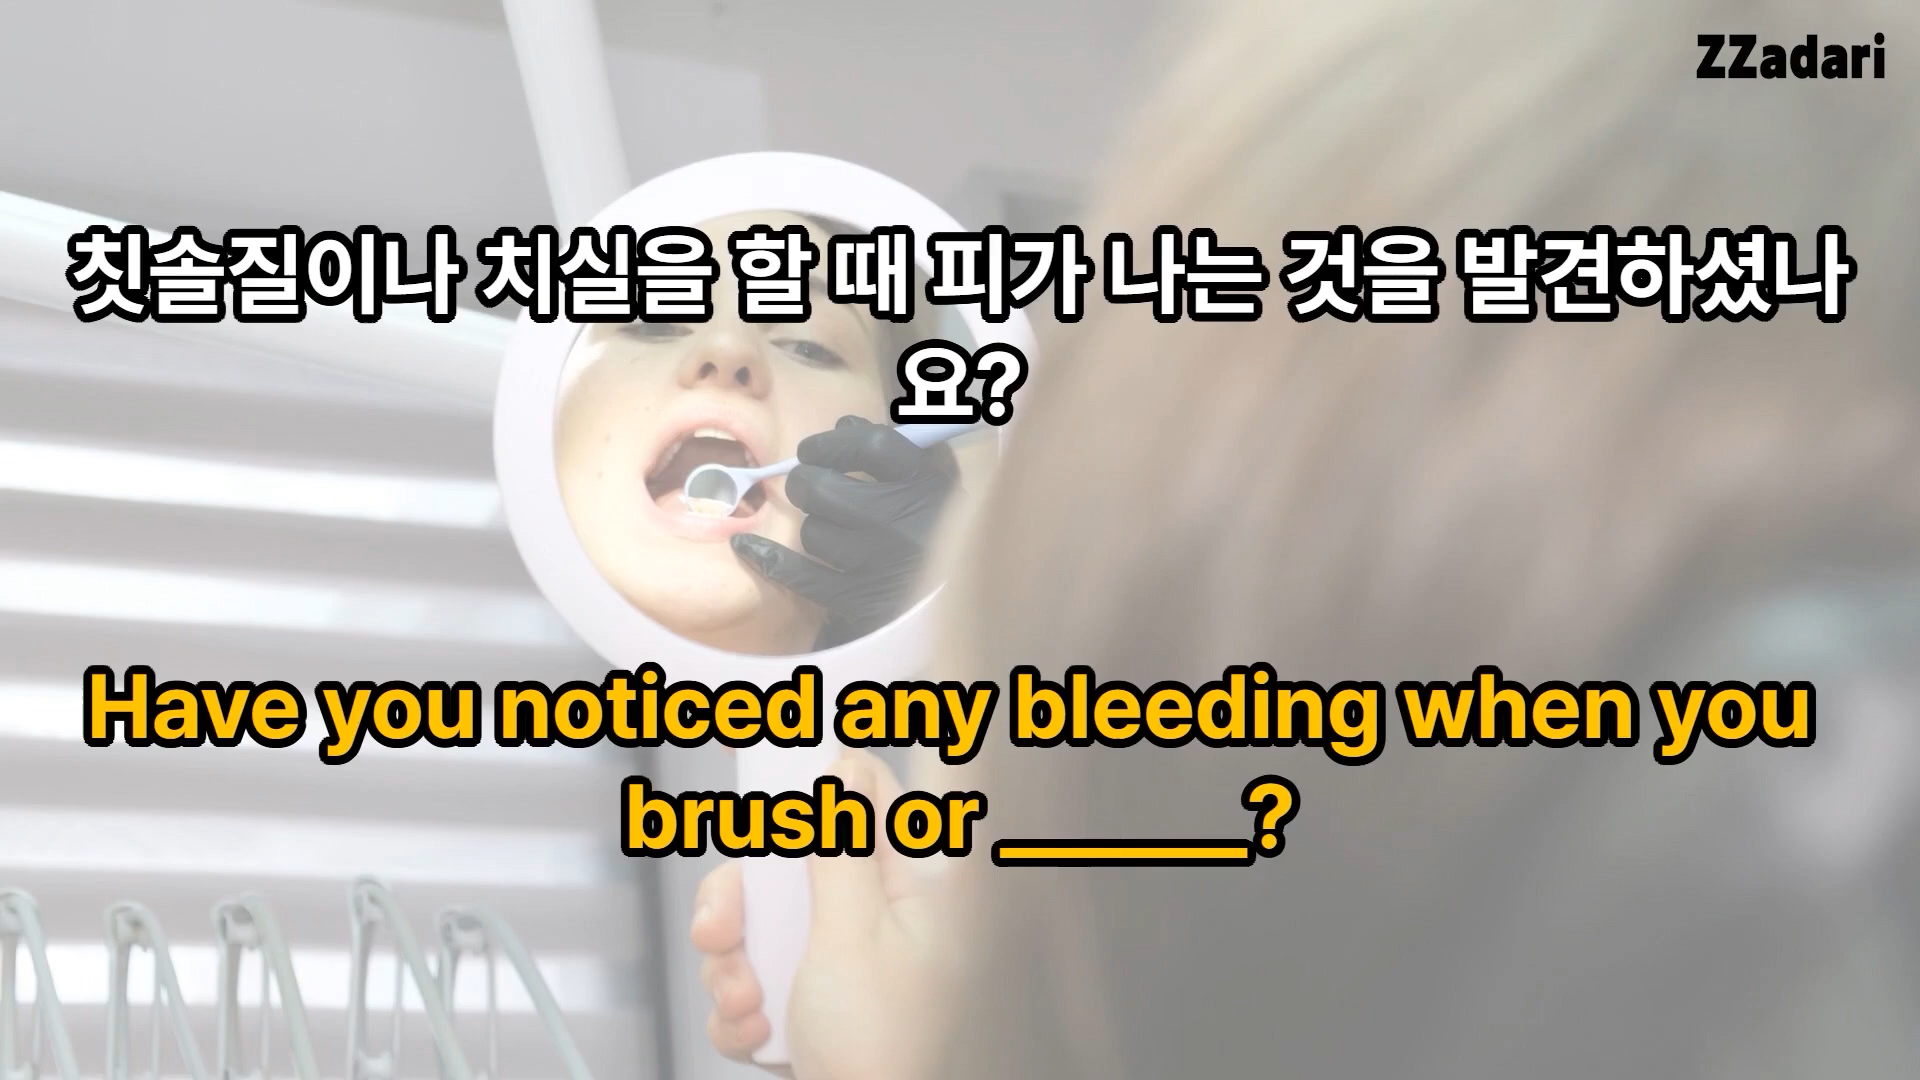 ZZadari
칫솔질이나 치실을 할 때 피가 나는 것을 발견하셨나
요?
Have you noticed any bleeding when you
brush or ______?